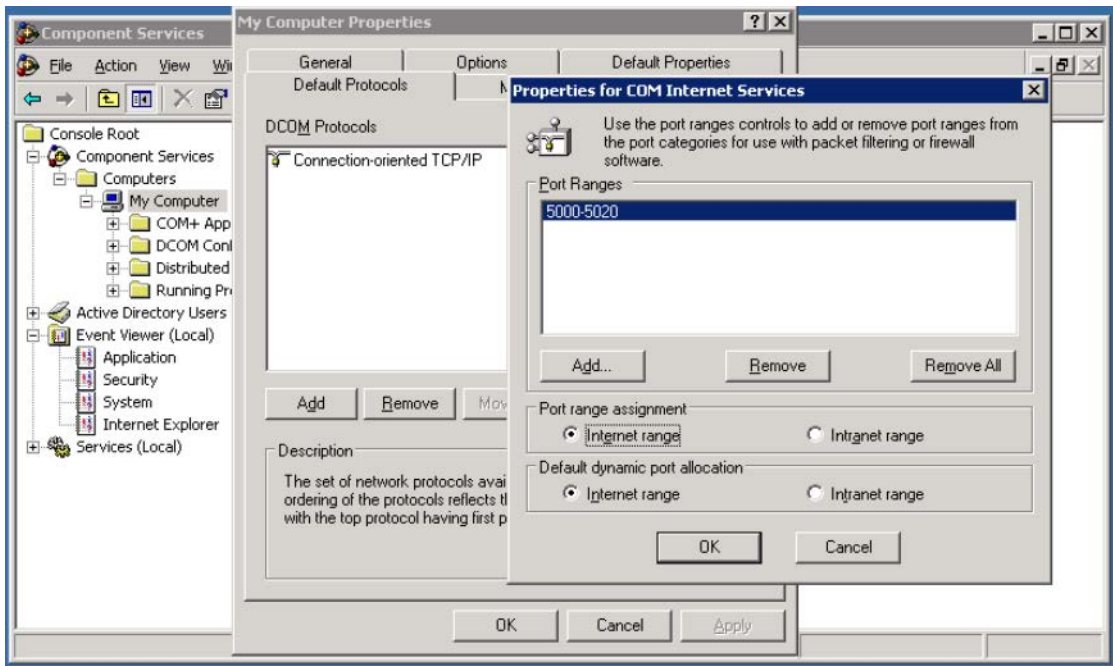 Component Services
File Action View
Console Root
Component Services
Computers
My Computer
COM+ App
DCOM
Distributed
Running
Active Directory Users
Event Viewer (Local)
Application
Security
System
Internet Explorer
Services (Local)
My Computer Properties
General Options Default Properties
Default Protocols
DCOM Protocols
Connection-oriented TCP/IP
Add Remove
Description
The set of network protocols
ordering of the protocols reflects
with the top protocol having first
OK Cancel Apply
Properties for COM Internet Services
Use the port ranges controls to add or remove port ranges from
the port categories for use with packet filtering or firewall
software.
Port Ranges
5000-5020
Add... Remove Remove All
Port range assignment
Internet range Intranet range
Default dynamic port allocation
Internet range Intranet range
OK Cancel